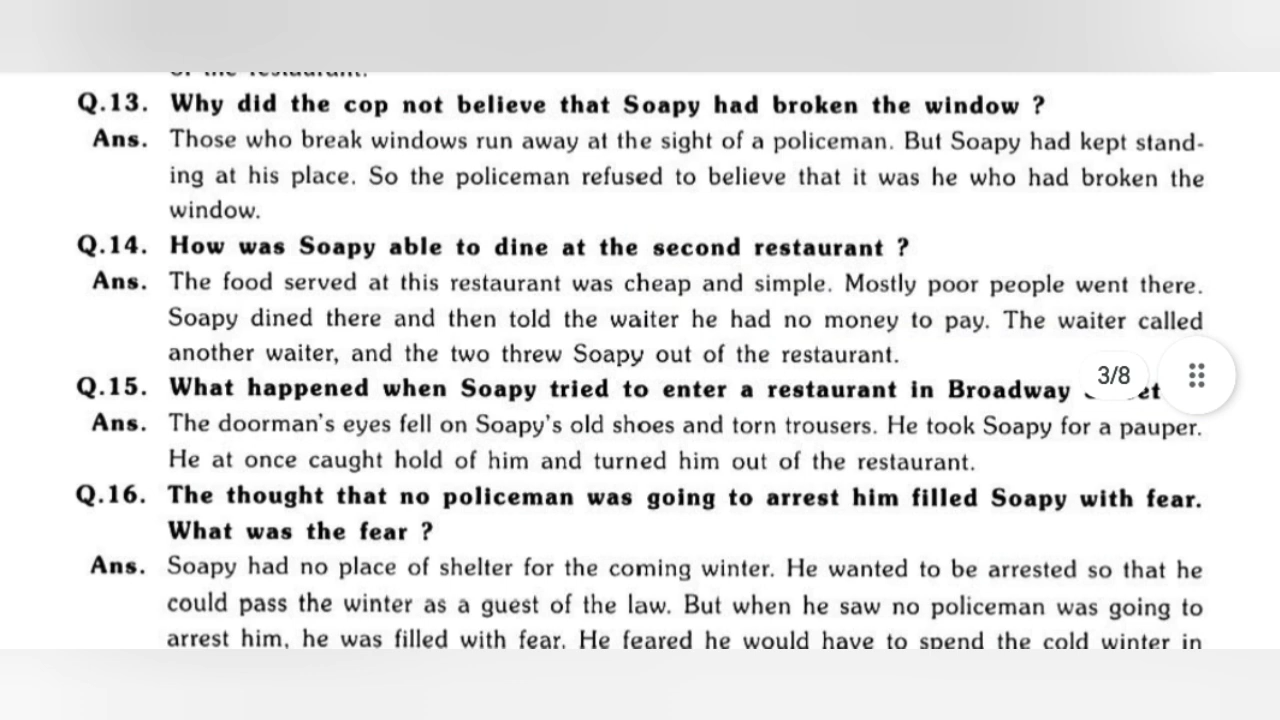 of the restaurant.
Q.13. Why did the cop not believe that Soapy had broken the window ?
Ans. Those who break windows run away at the sight of a policeman. But Soapy had kept stand-
ing at his place. So the policeman refused to believe that it was he who had broken the
window.
Q.14. How was Soapy able to dine at the second restaurant ?
Ans. The food served at this restaurant was cheap and simple. Mostly poor people went there.
Soapy dined there and then told the waiter he had no money to pay. The waiter called
another waiter, and the two threw Soapy out of the restaurant.
Q.15. What happened when Soapy tried to enter a restaurant in Broadway
3/8
Ans. The doorman's eyes fell on Soapy's old shoes and torn trousers. He took Soapy for a pauper.
He at once caught hold of him and turned him out of the restaurant.
Q.16. The thought that no policeman was going to arrest him filled Soapy with fear.
What was the fear ?
Ans. Soapy had no place of shelter for the coming winter. He wanted to be arrested so that he
could pass the winter as a guest of the law. But when he saw no policeman was going to
arrest him, he was filled with fear. He feared he would have to spend the cold winter in